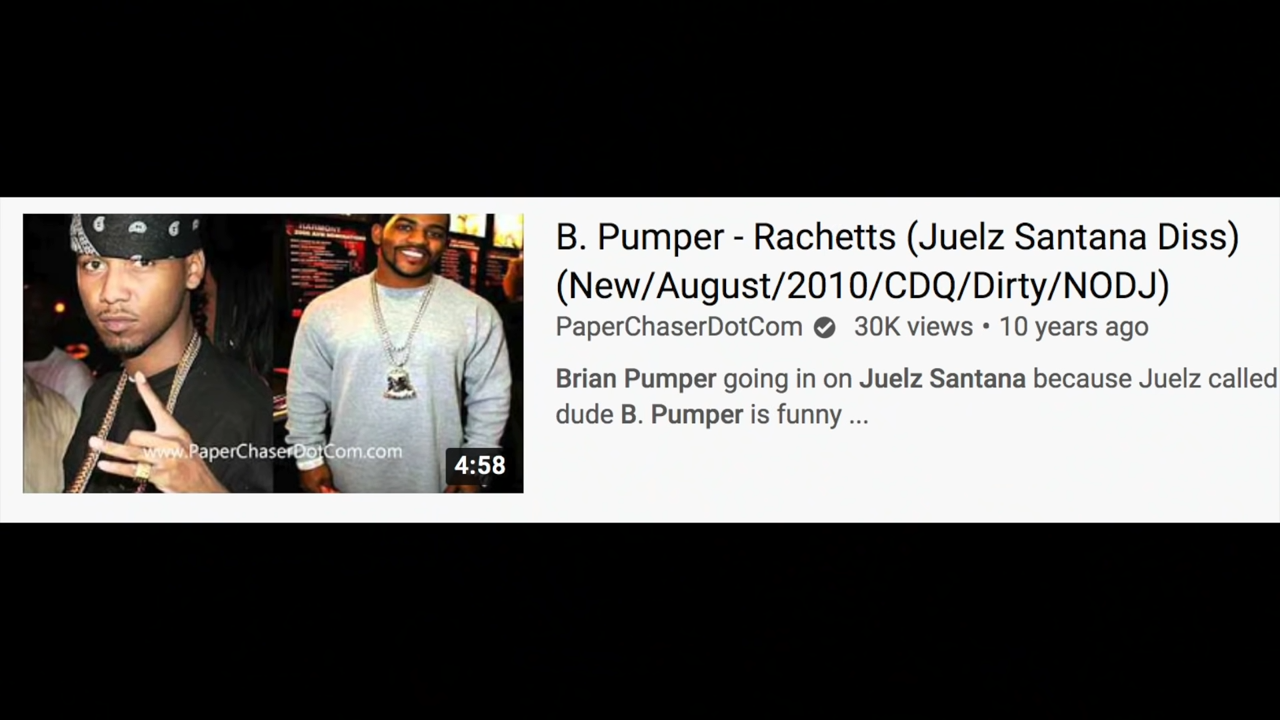 HARMONY
www.PaperChaserDotCom.com
4:58
B. Pumper - Rachetts (Juelz Santana Diss)
(New/August/2010/CDQ/Dirty/NODJ)
PaperChaserDotCom 30K views • 10 years ago
Brian Pumper going in on Juelz Santana because Juelz called
dude B. Pumper is funny ...